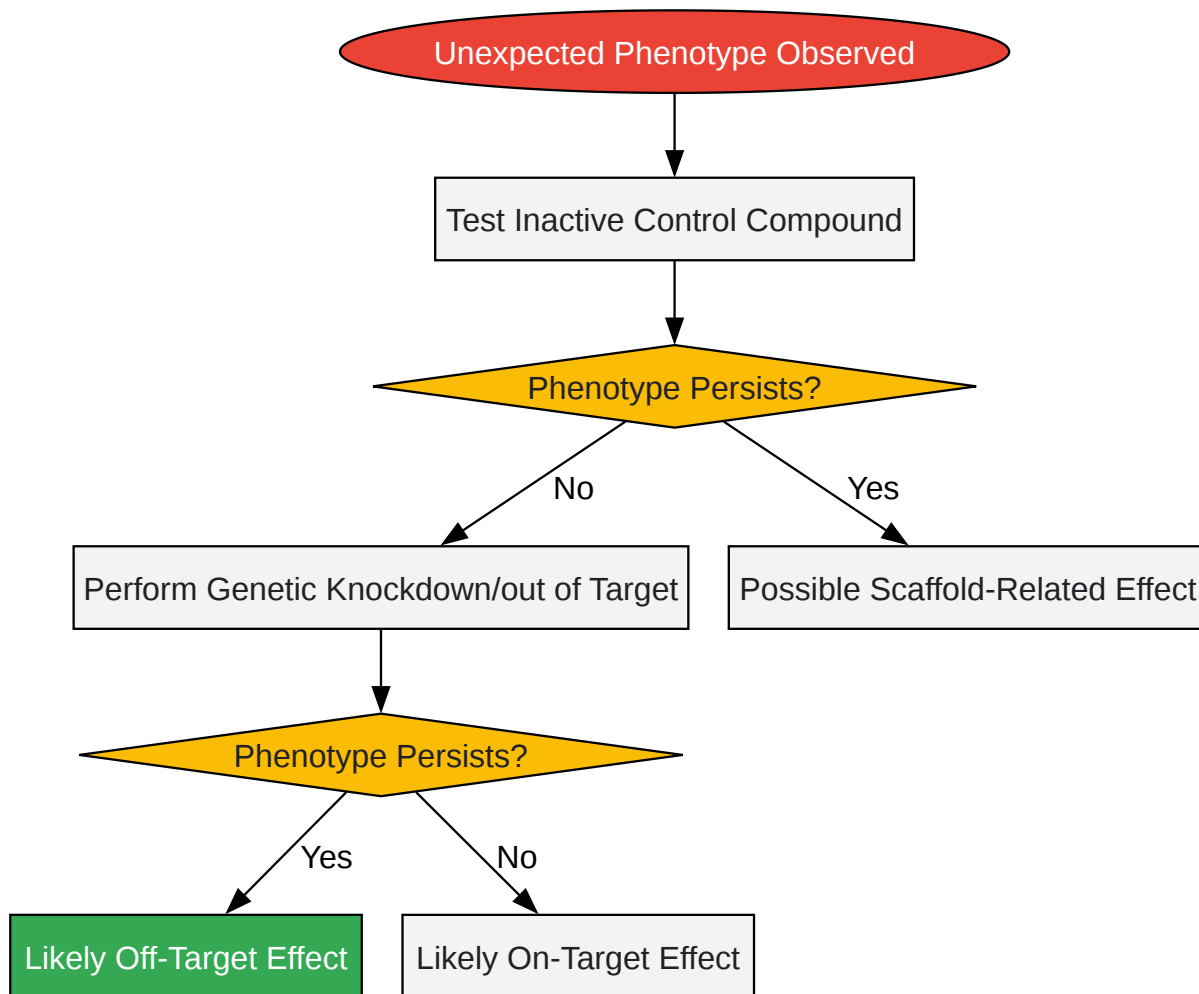 Unexpected Phenotype Observed
Test Inactive Control Compound
Phenotype Persists?
No
Yes
Perform Genetic Knockdown/out of Target
Possible Scaffold-Related Effect
Phenotype Persists?
Yes
No
Likely Off-Target Effect
Likely On-Target Effect